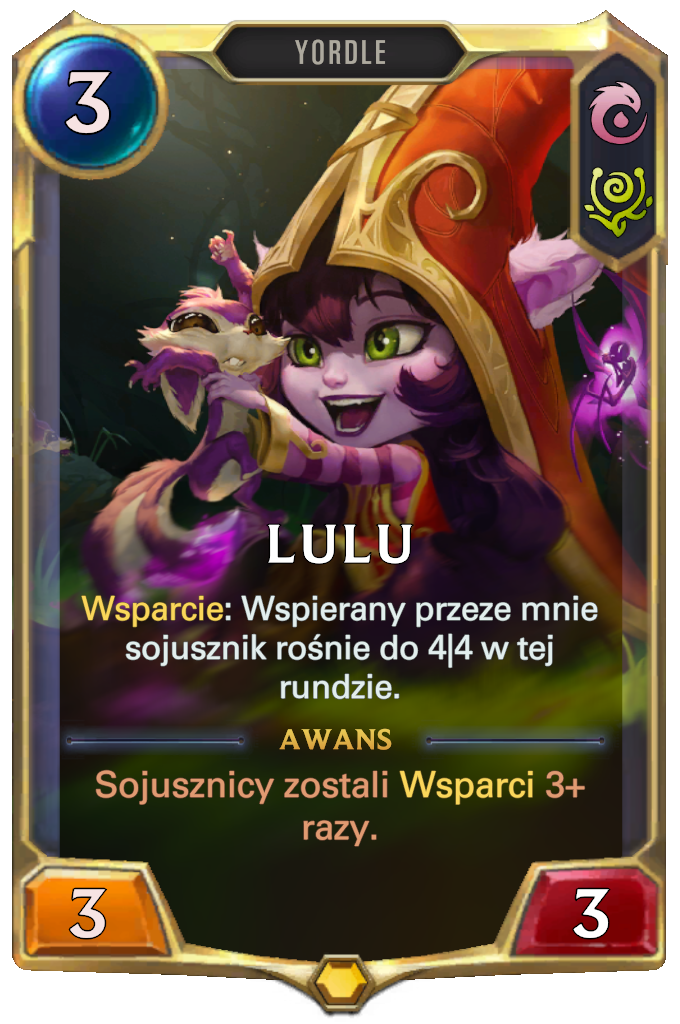 YORDLE
3
LULU
Wsparcie: Wspierany przeze mnie
sojusznik rośnie do 4|4 w tej
rundzie.
AWANS
Sojusznicy zostali Wsparci 3+
razy.
3
3